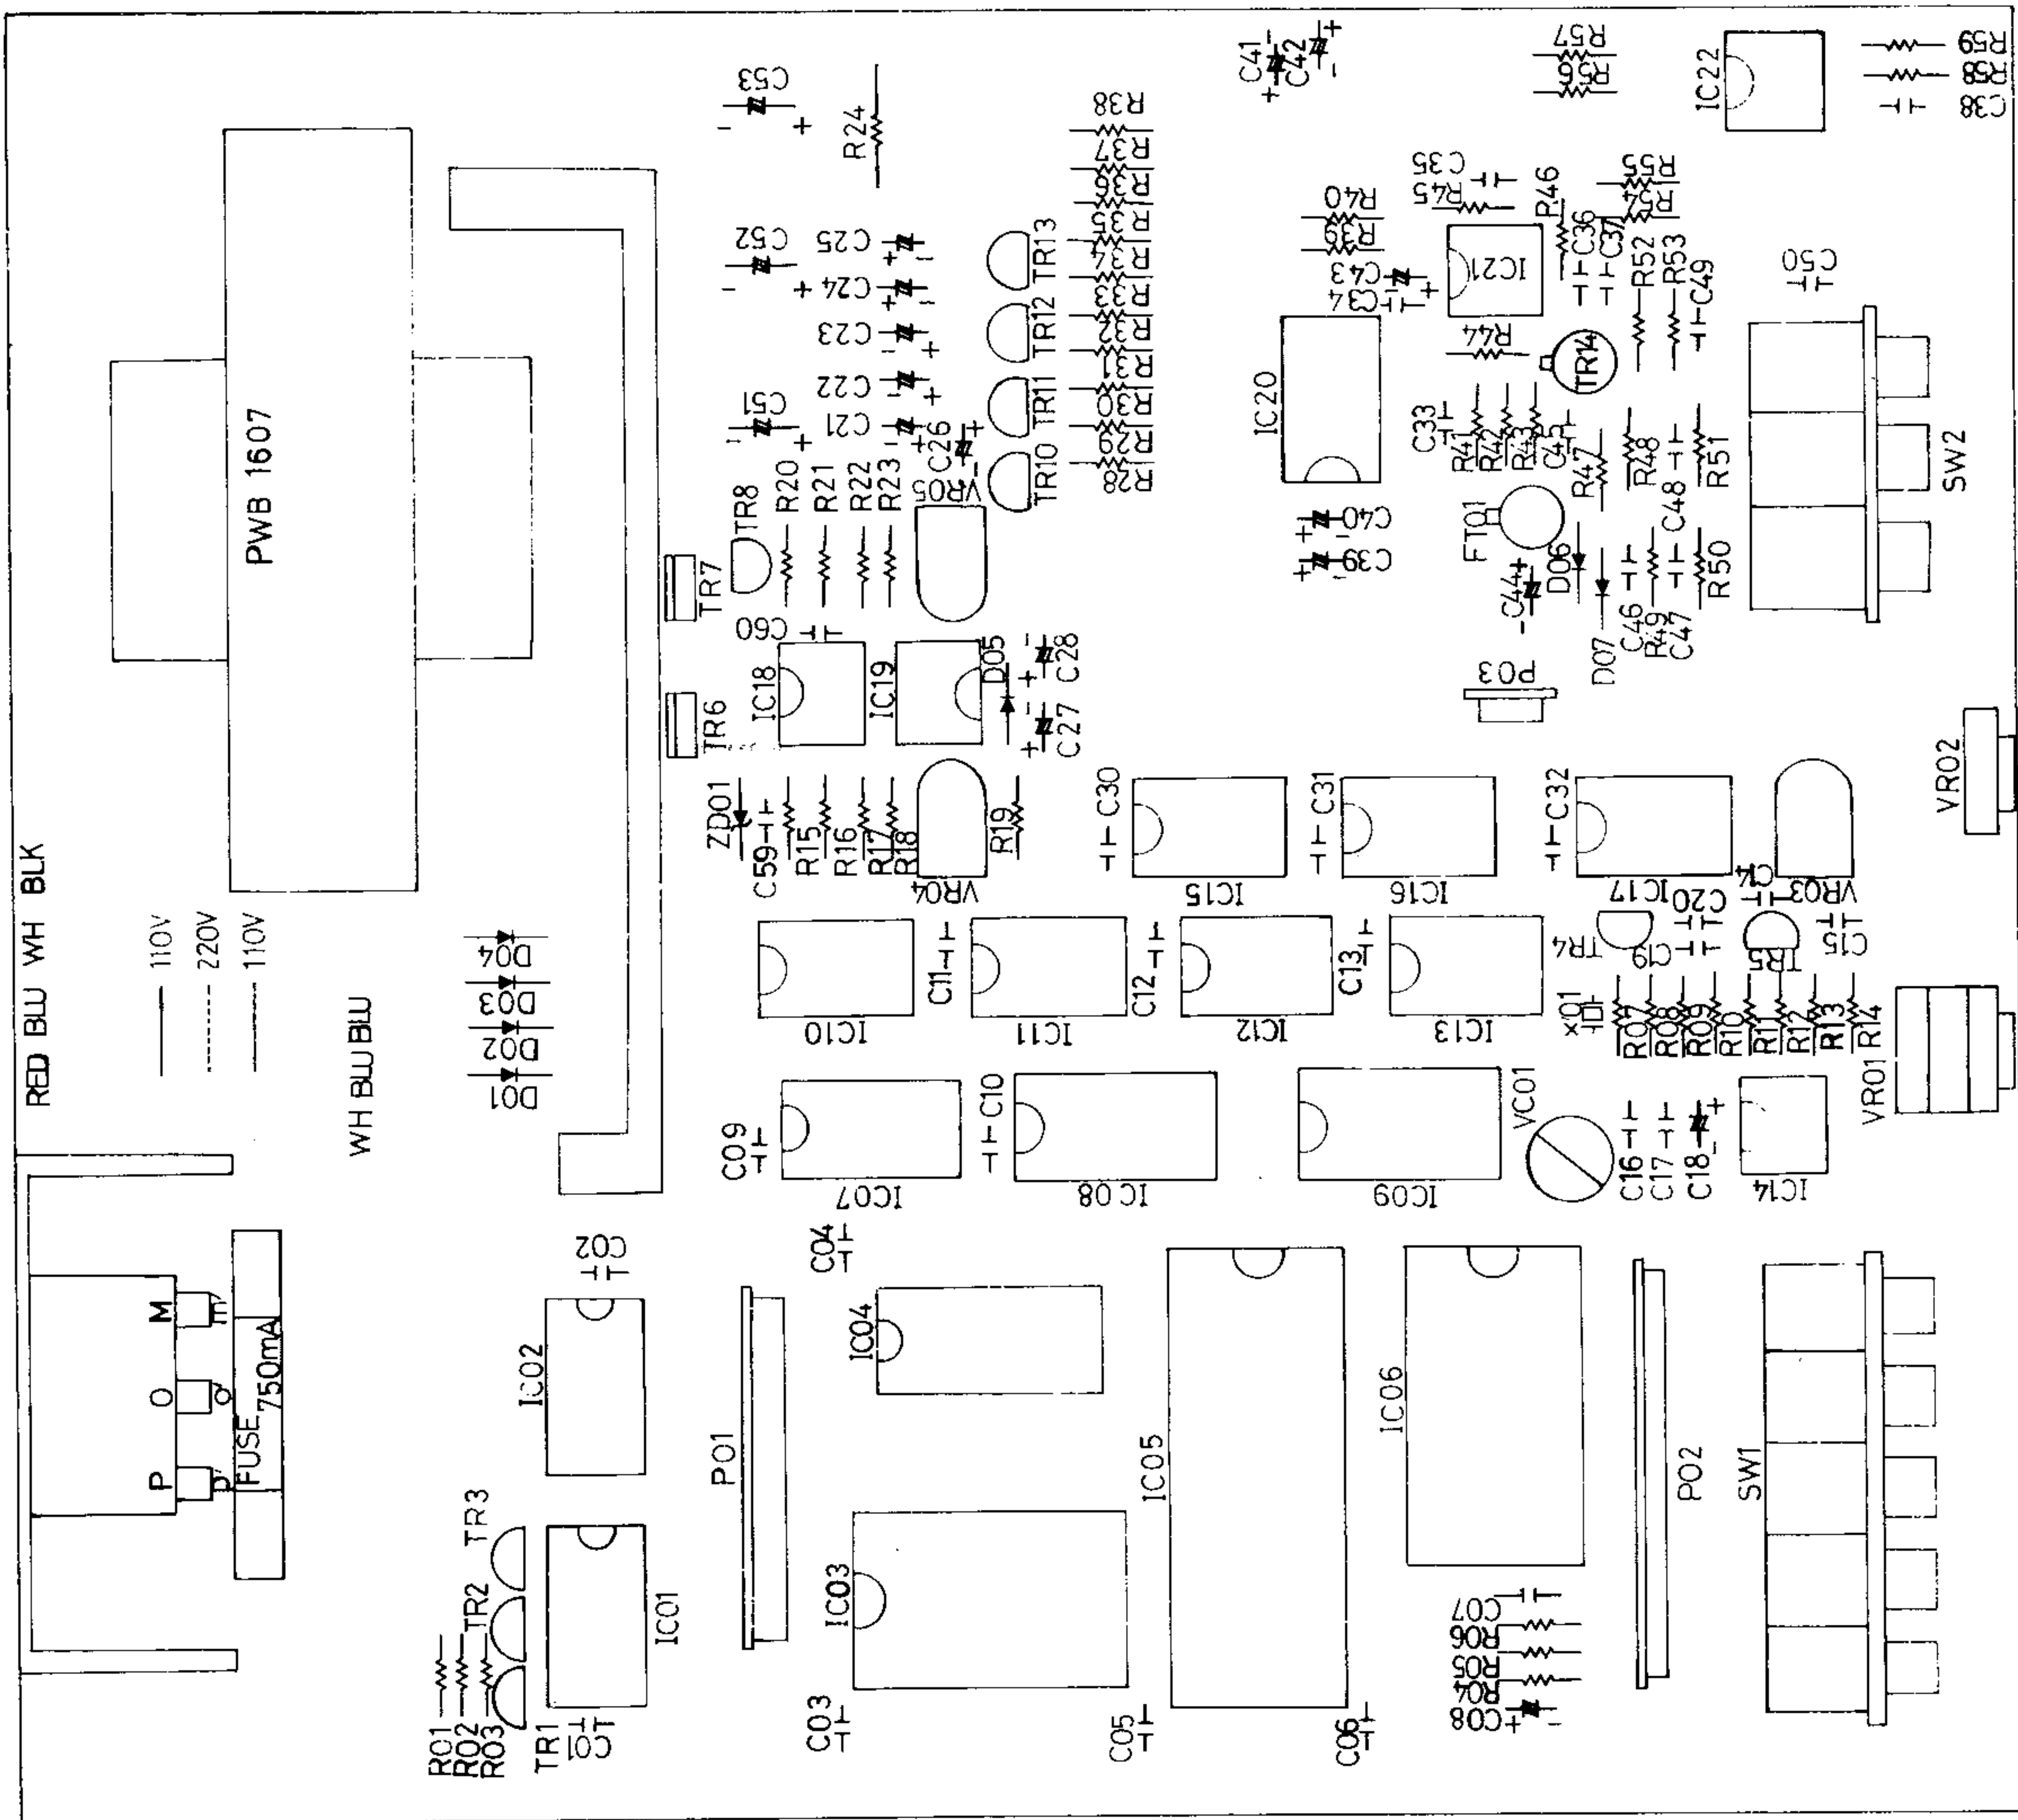 RED BLU WH BLK
110V
220V
110V
WH BLU BLU
PWB 1607
P O M
P O E
FUSE 750mA
D01
D02
D03
D04
C53
C52
C51
R24
C25
C24
C23
C22
C21
C26
VR05
R20
R21
R22
R23
TR8
TR7
TR6
C60
IC18
IC19
D05
C28
C27
ZD01
C59
R15
R16
R17
R18
VR04
R19
TR13
TR12
TR11
TR10
R38
R37
R36
R35
R34
R33
R32
R31
R30
R29
R28
C41
C42
R57
R56
IC22
R59
R58
C38
R40
R39
C43
C34
R45
C35
IC21
R46
C36
C37
R55
R54
R52
R53
C49
C50
R44
TR14
IC20
C33
R41
R42
R43
C45
R47
R48
C48
R51
SW2
C40
C39
FT01
C44
D06
D07
C46
R49
C47
R50
P03
VR02
C30
IC15
C31
IC16
C32
IC17
VR03
C14
C20
C19
TR4
TR5
C15
IC10
C11
IC11
C12
IC12
C13
IC13
X01
R07
R08
R09
R10
R11
R12
R13
R14
VR01
C09
IC07
C10
IC08
IC09
VC01
C16
C17
C18
IC14
C02
IC02
C04
IC04
P01
IC05
IC06
P02
SW1
TR3
TR2
TR1
R01
R02
R03
IC01
C01
IC03
C03
C05
C06
C07
R06
R05
R04
C08